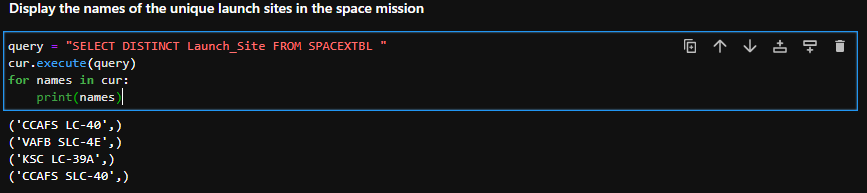 Display the names of the unique launch sites in the space mission
query = "SELECT DISTINCT Launch_Site FROM SPACEXTBL "
cur.execute(query)
for names in cur:
    print(names)
('CCAFS LC-40',)
('VAFB SLC-4E',)
('KSC LC-39A',)
('CCAFS SLC-40',)